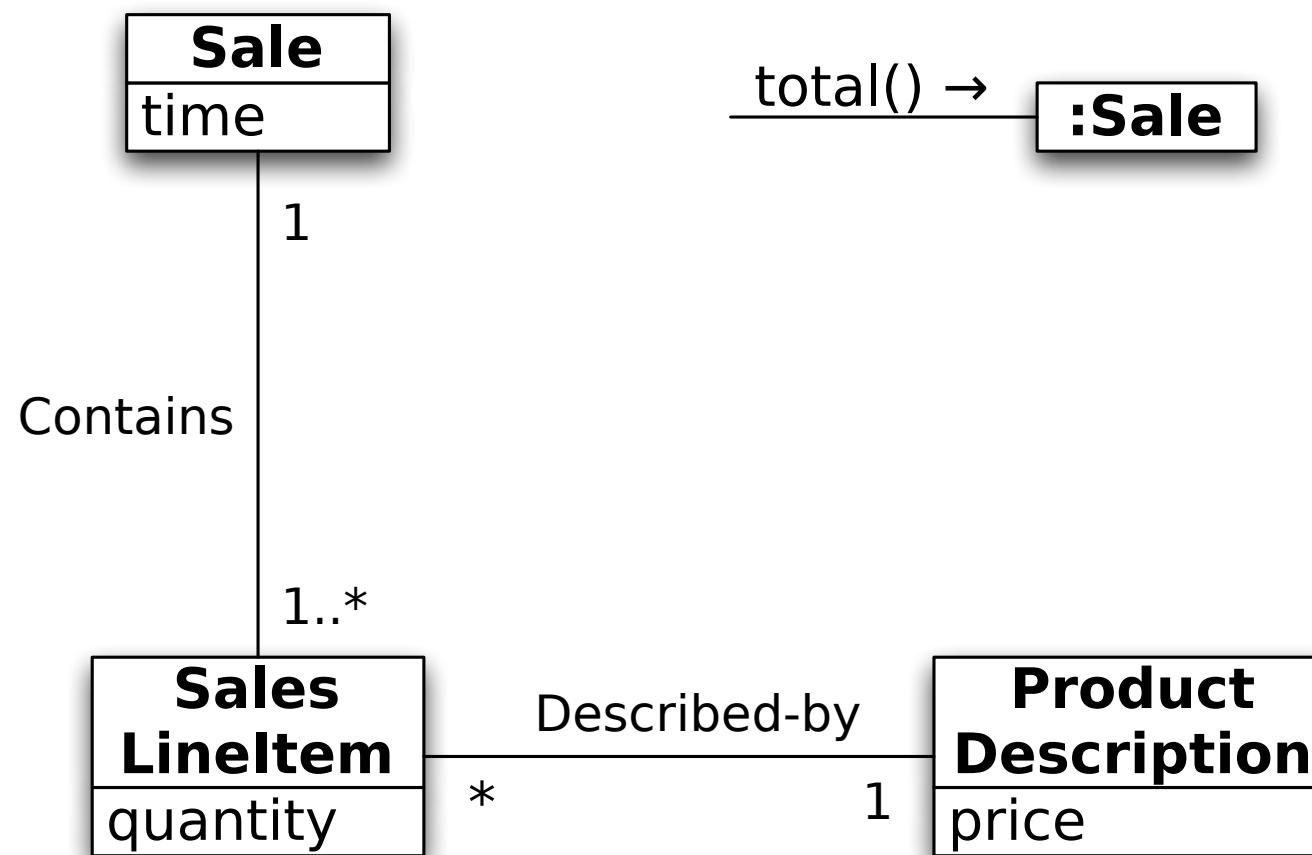 Sale
time
total() →
:Sale
1
Contains
1..*
Sales
LineItem
quantity
Described-by
*
1
Product
Description
price